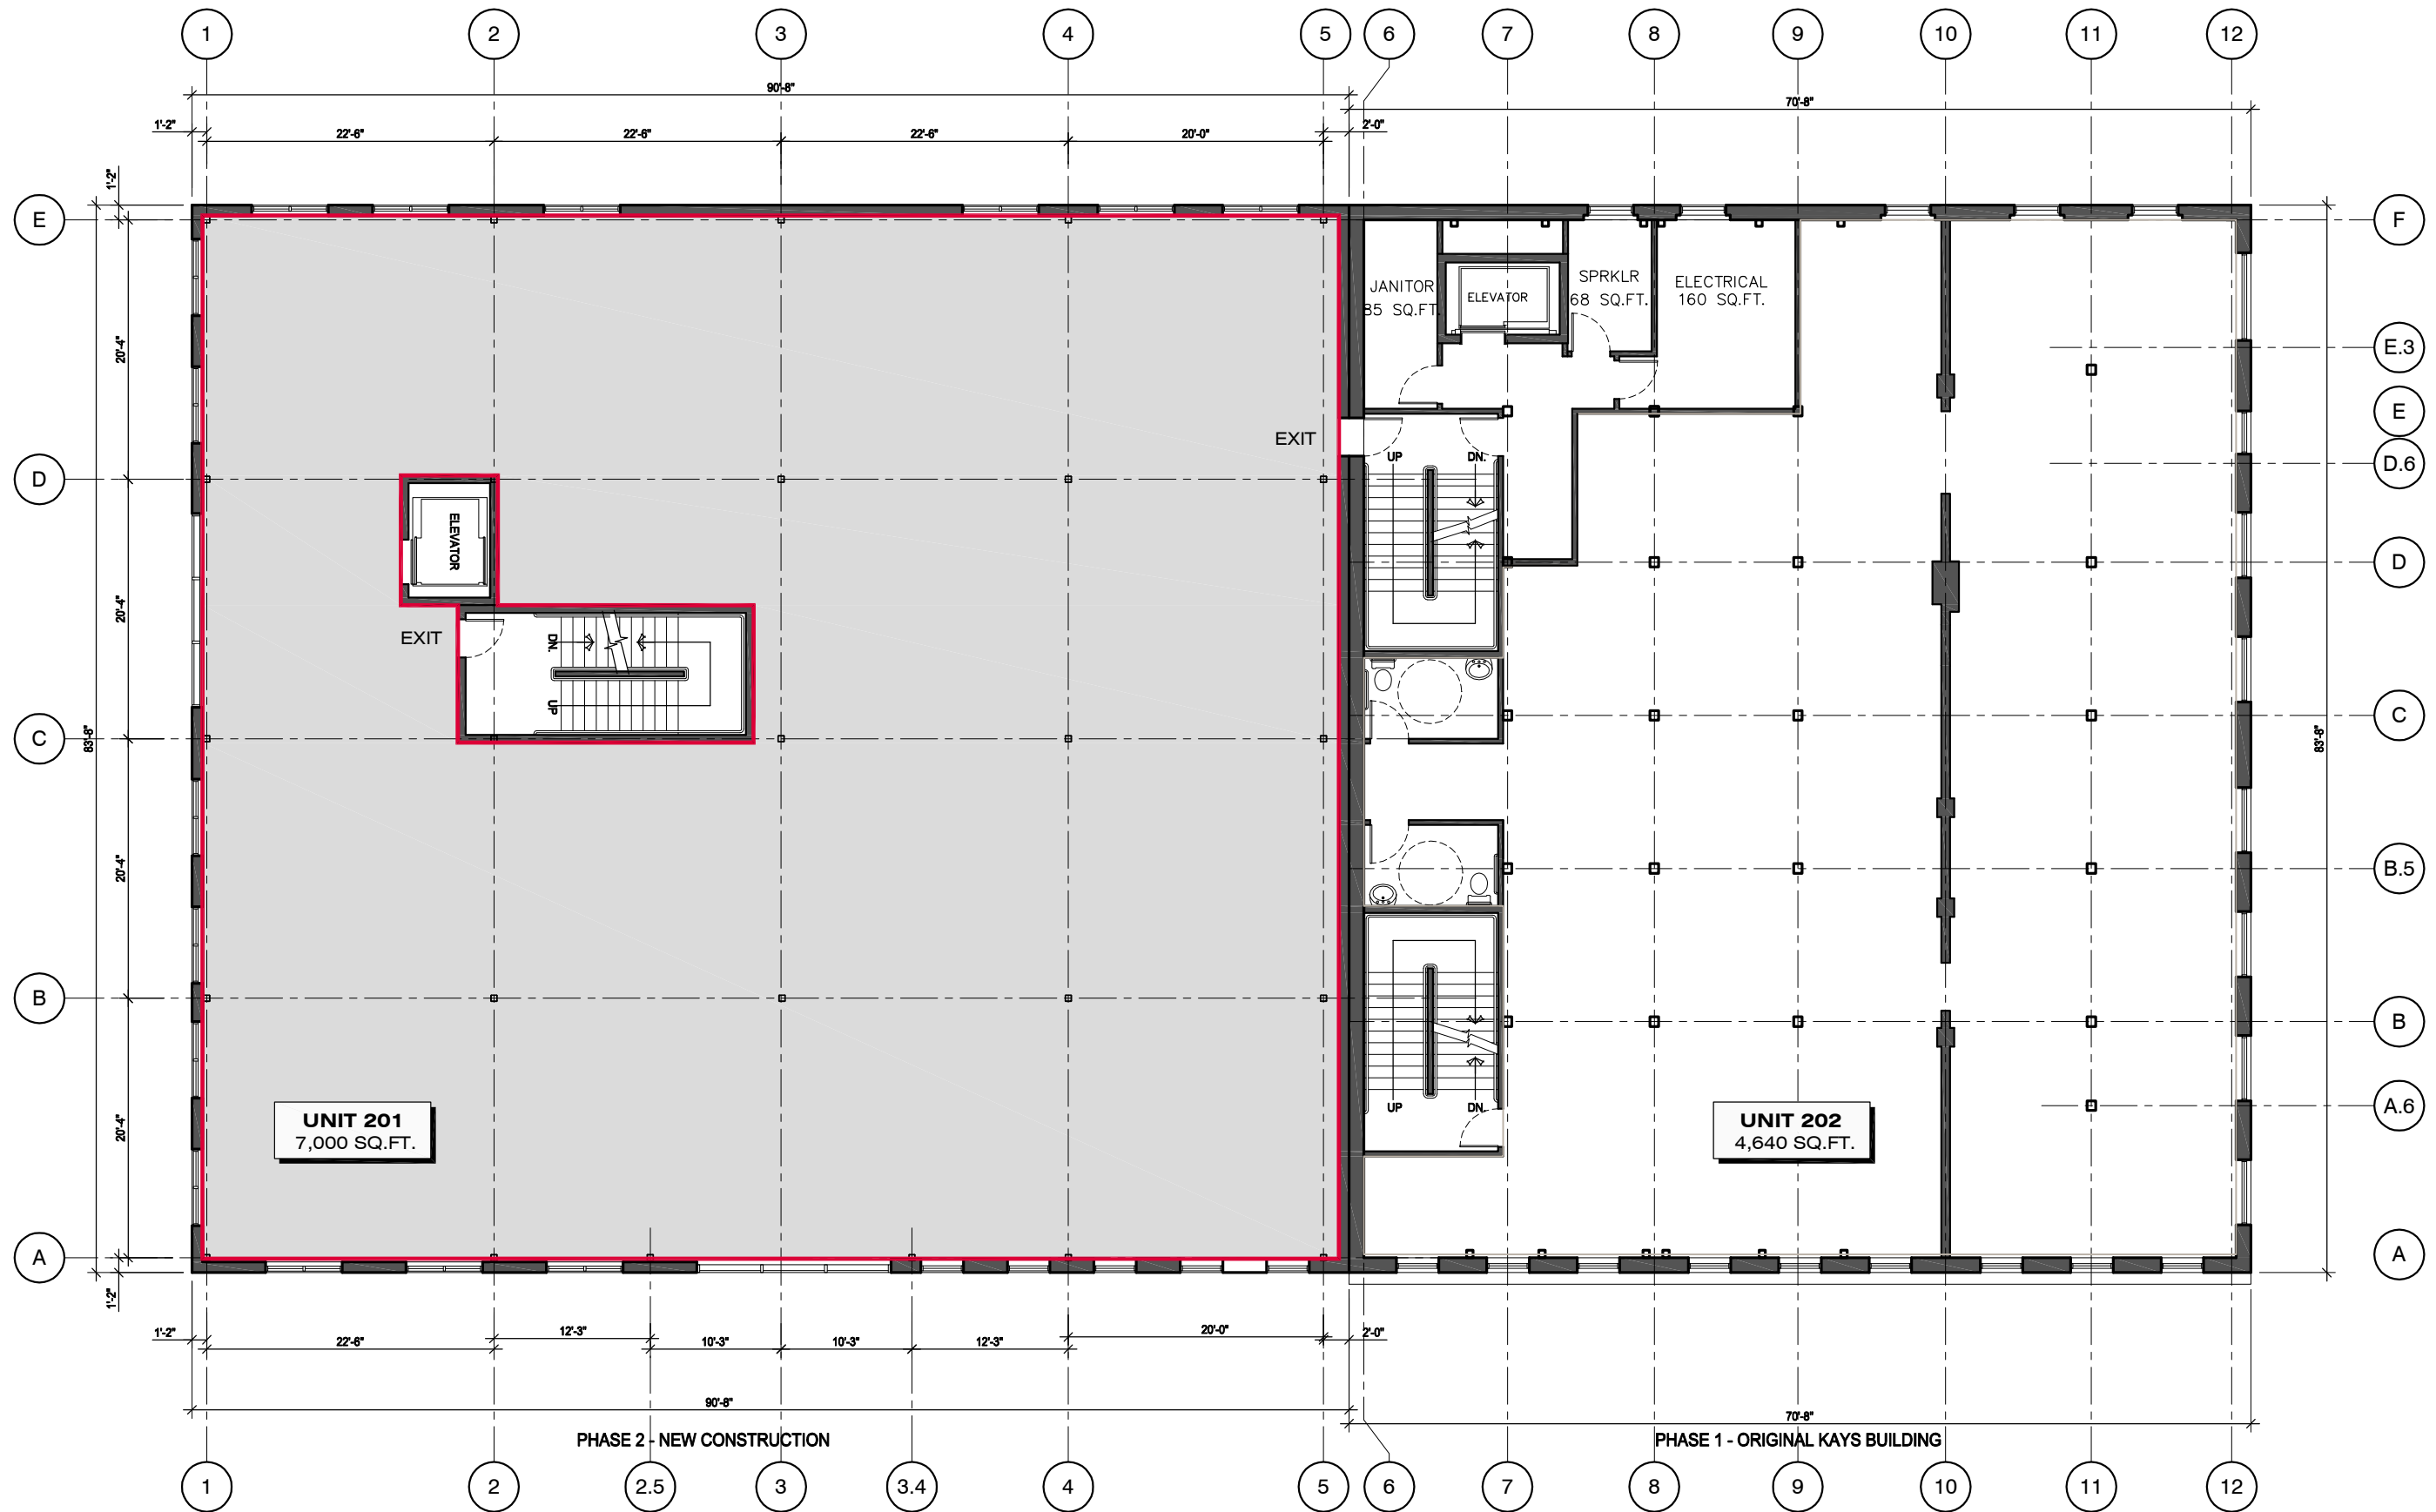 1 2 3 4 5 6 7 8 9 10 11 12
90'-8"
70'-8"
1'-2" 22'-6" 22'-6" 22'-6" 20'-0" 2'-0"
1'-2"
E
F
JANITOR
85 SQ.FT.
ELEVATOR
SPRKLR
68 SQ.FT.
ELECTRICAL
160 SQ.FT.
20'-4"
E.3
E
EXIT
UP DN.
D
D.6
ELEVATOR
D
20'-4"
EXIT
DN.
UP
C
83'-8"
C
83'-8"
20'-4"
B.5
B
B
UP DN.
A.6
20'-4"
UNIT 201
7,000 SQ.FT.
UNIT 202
4,640 SQ.FT.
A
A
1'-2"
1'-2" 22'-6" 12'-3" 10'-3" 10'-3" 12'-3" 20'-0" 2'-0"
90'-8"
70'-8"
PHASE 2 - NEW CONSTRUCTION
PHASE 1 - ORIGINAL KAYS BUILDING
1 2 2.5 3 3.4 4 5 6 7 8 9 10 11 12